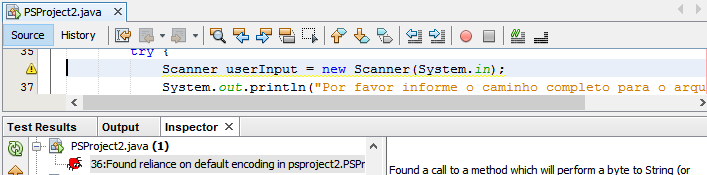 PSProject2.java
Source History
35 try {
Scanner userInput = new Scanner(System.in);
37 System.out.println("Por favor informe o caminho completo para o arqu
Test Results Output Inspector
PSProject2.java (1)
36:Found reliance on default encoding in psproject2.PSPr
Found a call to a method which will perform a byte to String (or